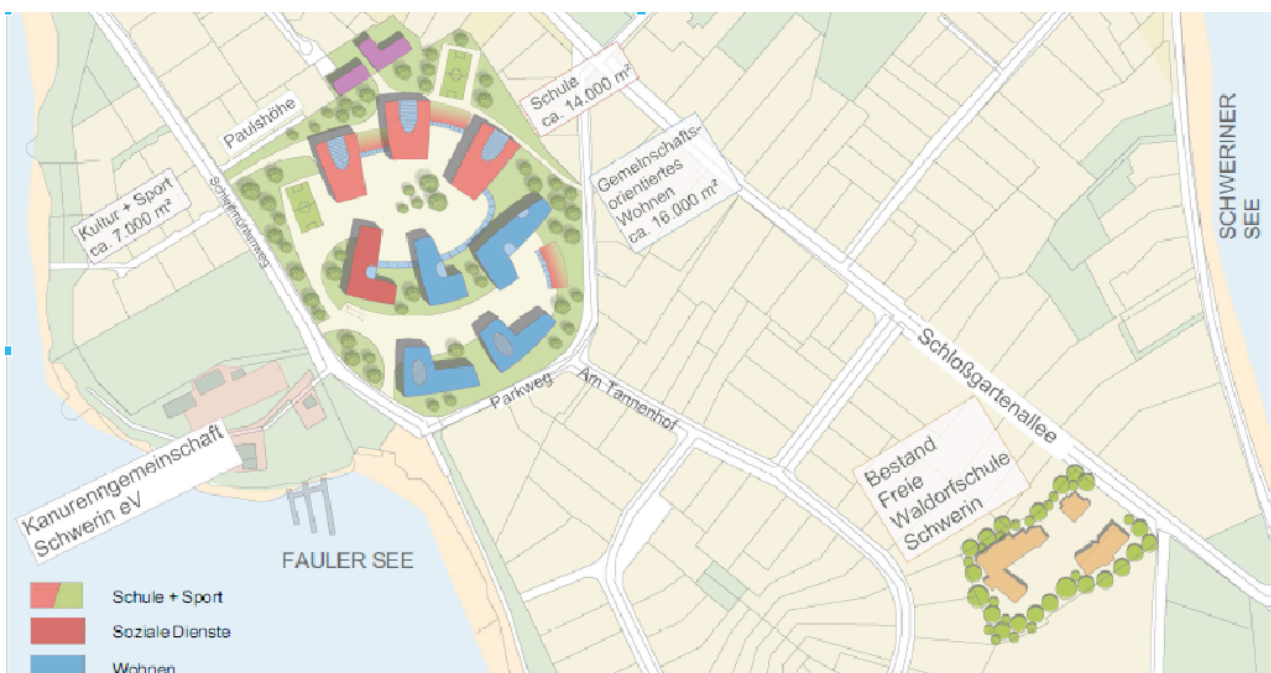 Schule
ca. 14.000 m²
Paulshöhe
Gemeinschafts-
orientiertes
Wohnen
ca. 16.000 m²
SCHWERINER
SEE
Kultur + Sport
ca. 7.000 m²
Schleifmühlenweg
Schloßgartenallee
Parkweg
Am Tannenhof
Bestand
Freie
Waldorfschule
Schwerin
Kanurenngemeinschaft
Schwerin eV
FAULER SEE
Schule + Sport
Soziale Dienste
Wohnen